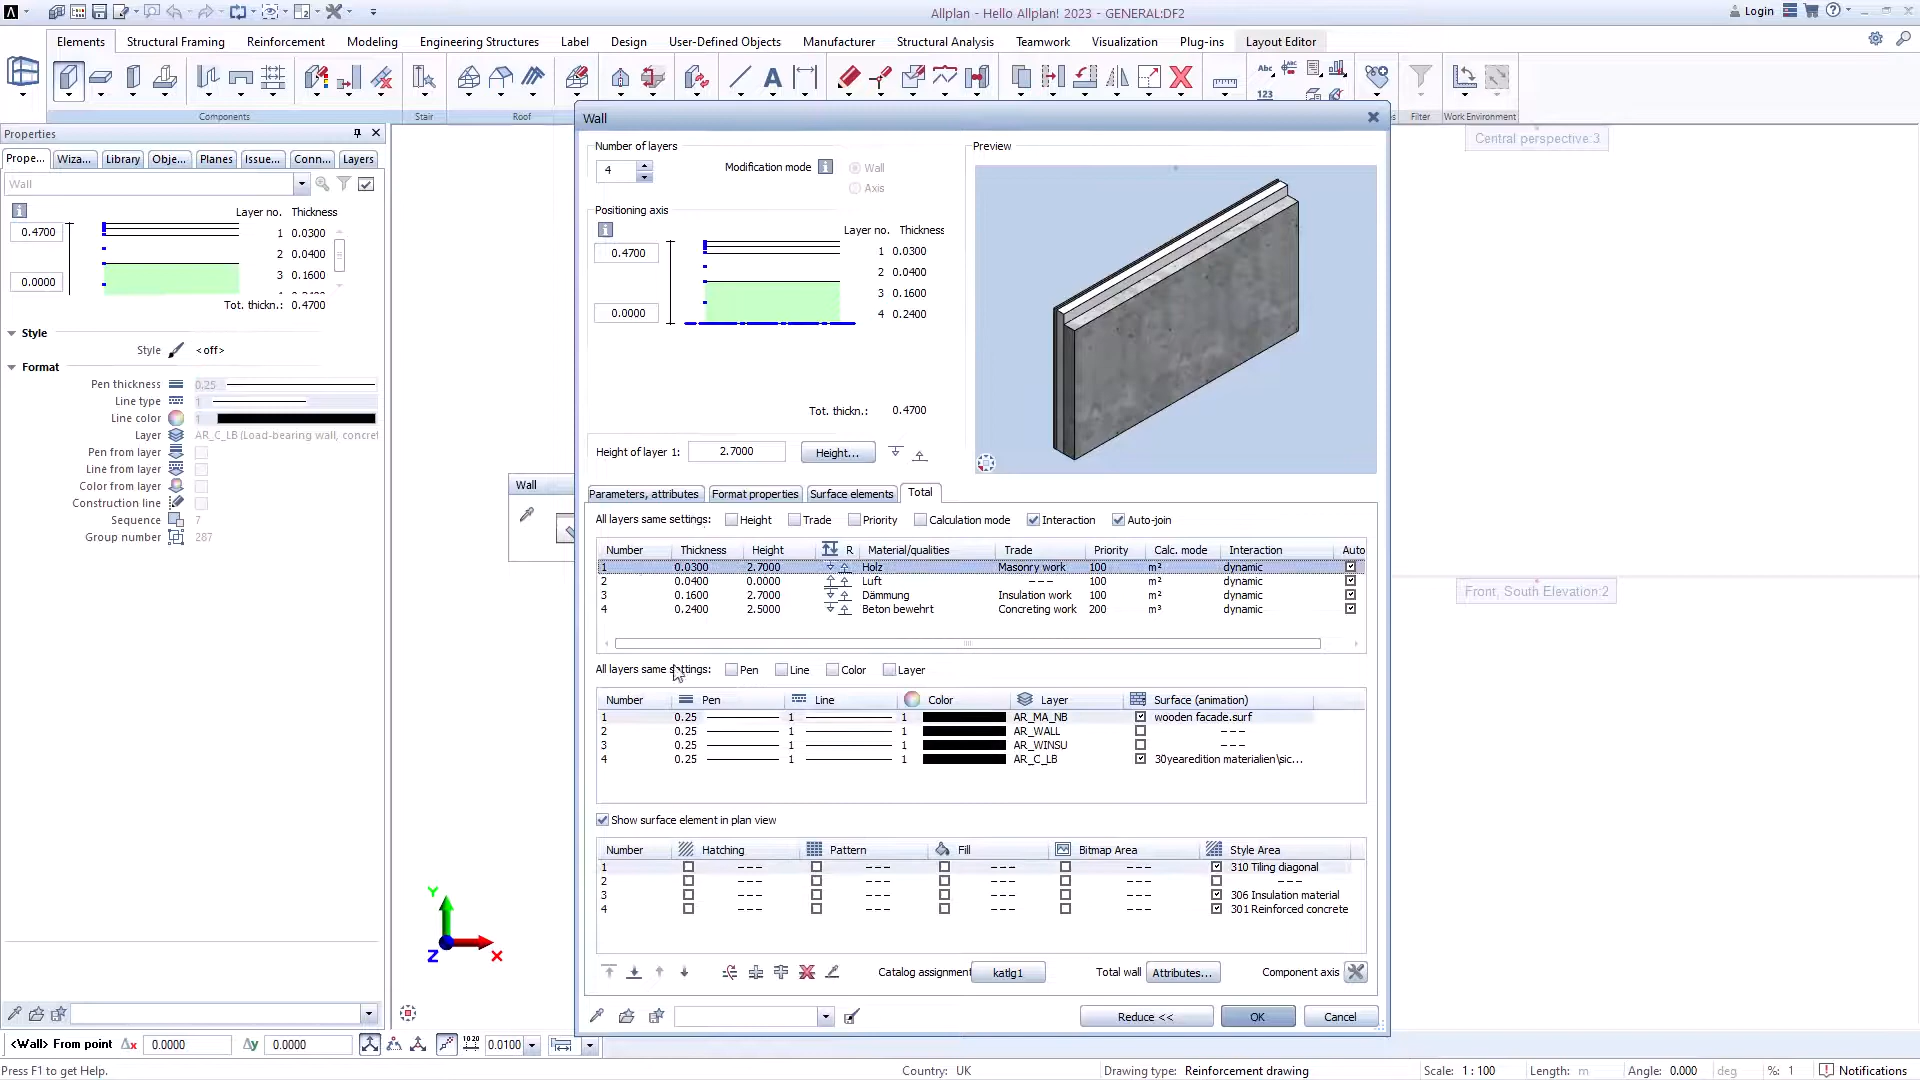 Allplan - Hello Allplan! 2023 - GENERAL:DF2
Login
Elements Structural Framing Reinforcement Modeling Engineering Structures Label Design User-Defined Objects Manufacturer Structural Analysis Teamwork Visualization Plug-ins Layout Editor
Abc
123
Components Stair Roof Filter Work Environment
Properties
Prope... Wiza... Library Obje... Planes Issue... Conn... Layers
Wall
Layer no. Thickness
0.4700
1 0.0300
2 0.0400
3 0.1600
0.0000
Tot. thickn.: 0.4700
Style
Style <off>
Format
Pen thickness 0.25
Line type 1
Line color 1
Layer AR_C_LB (Load-bearing wall, concret
Pen from layer
Line from layer
Color from layer
Construction line
Sequence 7
Group number 287
Wall
Central perspective:3
Front, South Elevation:2
Y
Z
X
Wall
Number of layers
4
Modification mode
Wall
Axis
Preview
Positioning axis
Layer no. Thickness
0.4700
1 0.0300
2 0.0400
3 0.1600
4 0.2400
0.0000
Tot. thickn.: 0.4700
Height of layer 1: 2.7000 Height...
Parameters, attributes Format properties Surface elements Total
All layers same settings: Height Trade Priority Calculation mode Interaction Auto-join
Number Thickness Height R Material/qualities Trade Priority Calc. mode Interaction Auto
1 0.0300 2.7000 Holz Masonry work 100 m² dynamic
2 0.0400 0.0000 Luft --- 100 m² dynamic
3 0.1600 2.7000 Dämmung Insulation work 100 m² dynamic
4 0.2400 2.5000 Beton bewehrt Concreting work 200 m³ dynamic
All layers same settings: Pen Line Color Layer
Number Pen Line Color Layer Surface (animation)
1 0.25 1 1 AR_MA_NB wooden facade.surf
2 0.25 1 1 AR_WALL ---
3 0.25 1 1 AR_WINSU ---
4 0.25 1 1 AR_C_LB 30yearedition materialien\sic...
Show surface element in plan view
Number Hatching Pattern Fill Bitmap Area Style Area
1 --- --- --- --- 310 Tiling diagonal
2 --- --- --- --- ---
3 --- --- --- --- 306 Insulation material
4 --- --- --- --- 301 Reinforced concrete
Catalog assignment katlg1 Total wall Attributes... Component axis
Reduce << OK Cancel
<Wall> From point Δx 0.0000 Δy 0.0000 1020 0.0100
Press F1 to get Help. Country: UK Drawing type: Reinforcement drawing Scale: 1 : 100 Length: m Angle: 0.000 deg %: 1 Notifications